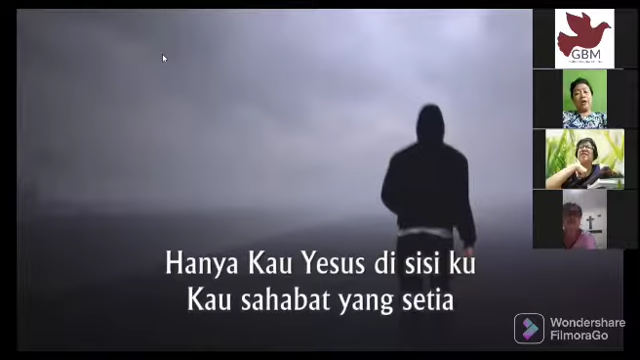 GBM
Hanya Kau Yesus di sisi ku
Kau sahabat yang setia
Wondershare
FilmoraGo